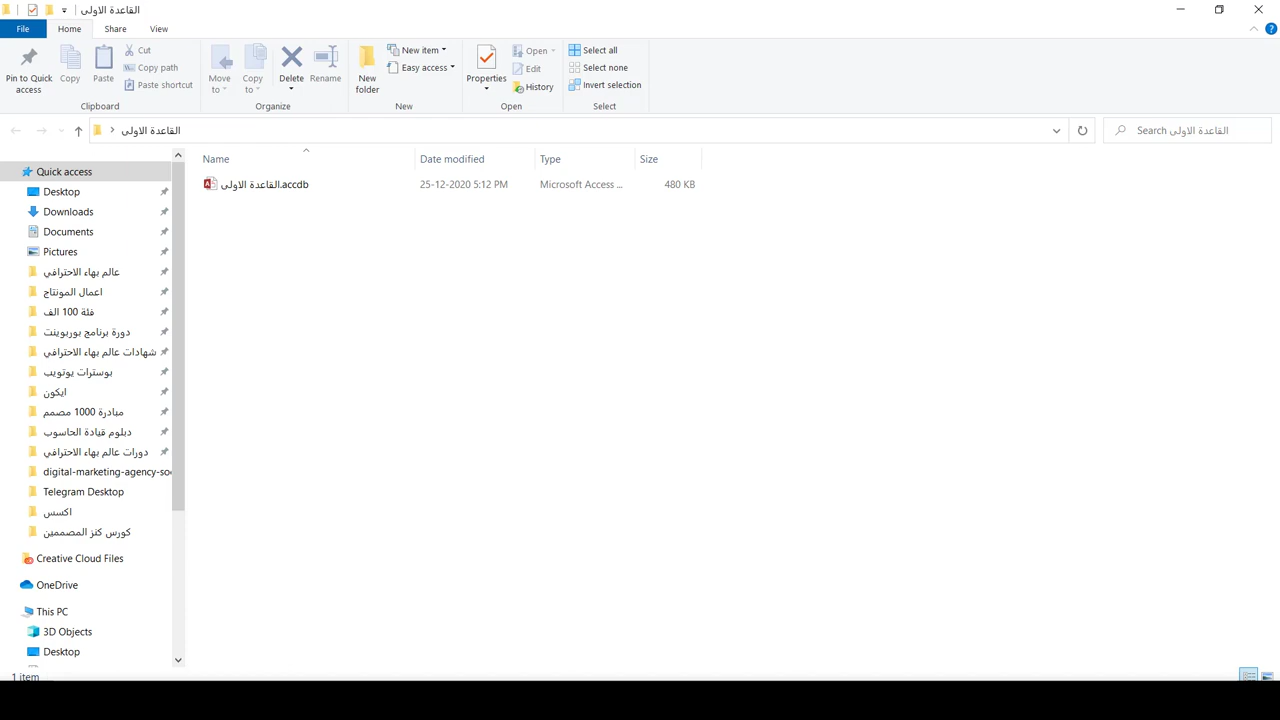 القاعدة الاولى
File
Home
Share
View
Pin to Quick access
Copy
Paste
Cut
Copy path
Paste shortcut
Clipboard
Move to
Copy to
Delete
Rename
Organize
New folder
New item
Easy access
New
Properties
Open
Edit
History
Open
Select all
Select none
Invert selection
Select
القاعدة الاولى
Search القاعدة الاولى
Name
Date modified
Type
Size
القاعدة الاولى.accdb
25-12-2020 5:12 PM
Microsoft Access ...
480 KB
Quick access
Desktop
Downloads
Documents
Pictures
عالم بهاء الاحترافي
اعمال المونتاج
فئة 100 الف
دورة برنامج بوربوينت
شهادات عالم بهاء الاحترافي
بوسترات يوتويب
ايكون
مبادرة 1000 مصمم
دبلوم قيادة الحاسوب
دورات عالم بهاء الاحترافي
digital-marketing-agency-so
Telegram Desktop
اكسس
كورس كنز المصممين
Creative Cloud Files
OneDrive
This PC
3D Objects
Desktop
1 item